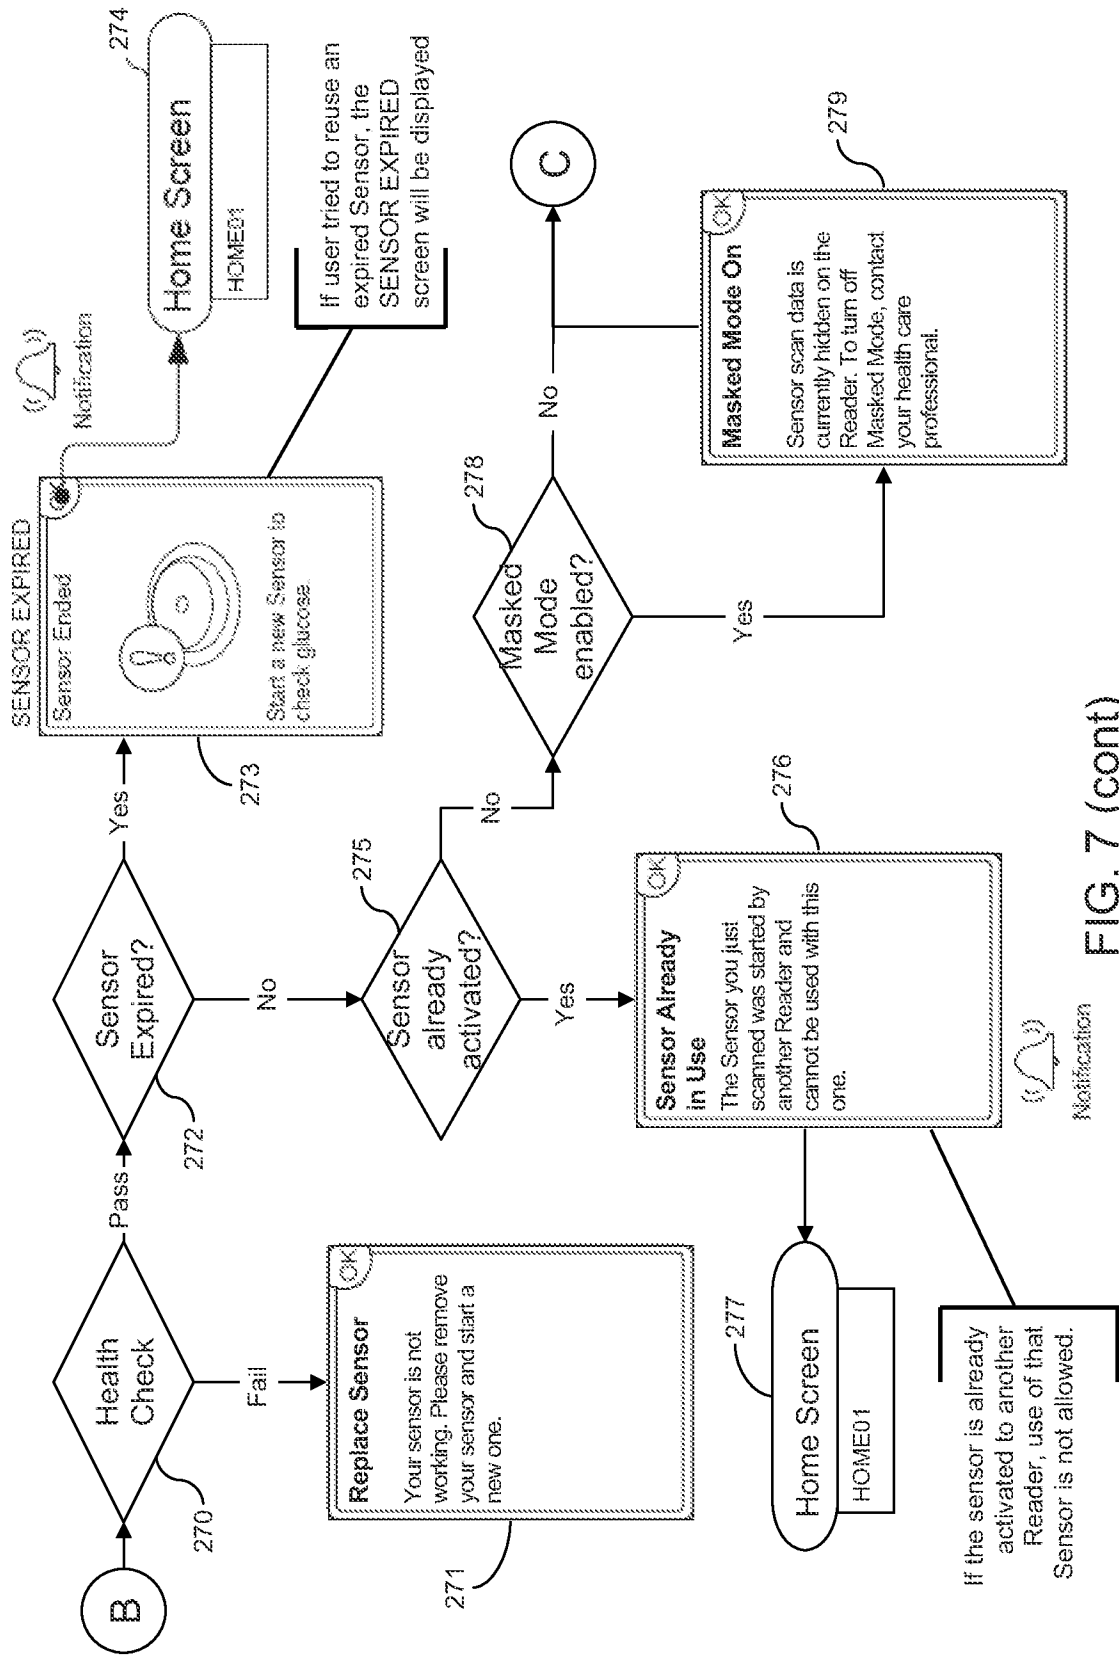 B
Health
Check
270
Pass
Fail
Replace Sensor
OK
Your sensor is not
working. Please remove
your sensor and start a
new one.
271
Sensor
Expired?
272
Yes
No
SENSOR EXPIRED
Sensor Ended
OK
Start a new Sensor to
check glucose.
273
Notification
Home Screen
HOME01
274
If user tried to reuse an
expired Sensor, the
SENSOR EXPIRED
screen will be displayed
Sensor
already
activated?
275
No
Yes
Sensor Already
in Use
OK
The Sensor you just
scanned was started by
another Reader and
cannot be used with this
one.
276
Notification
Home Screen
HOME01
277
If the sensor is already
activated to another
Reader, use of that
Sensor is not allowed.
Masked
Mode
enabled?
278
No
Yes
Masked Mode On
OK
Sensor scan data is
currently hidden on the
Reader. To turn off
Masked Mode, contact
your health care
professional.
279
C
FIG. 7 (cont)